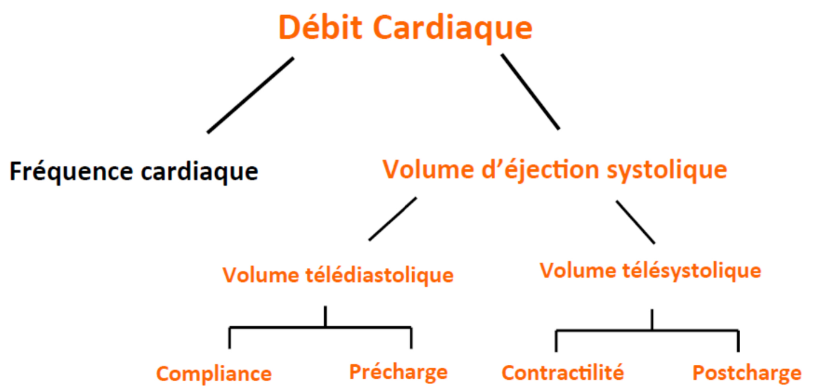 Débit Cardiaque
Fréquence cardiaque
Volume d’éjection systolique
Volume télédiastolique
Volume télésystolique
Compliance
Précharge
Contractilité
Postcharge